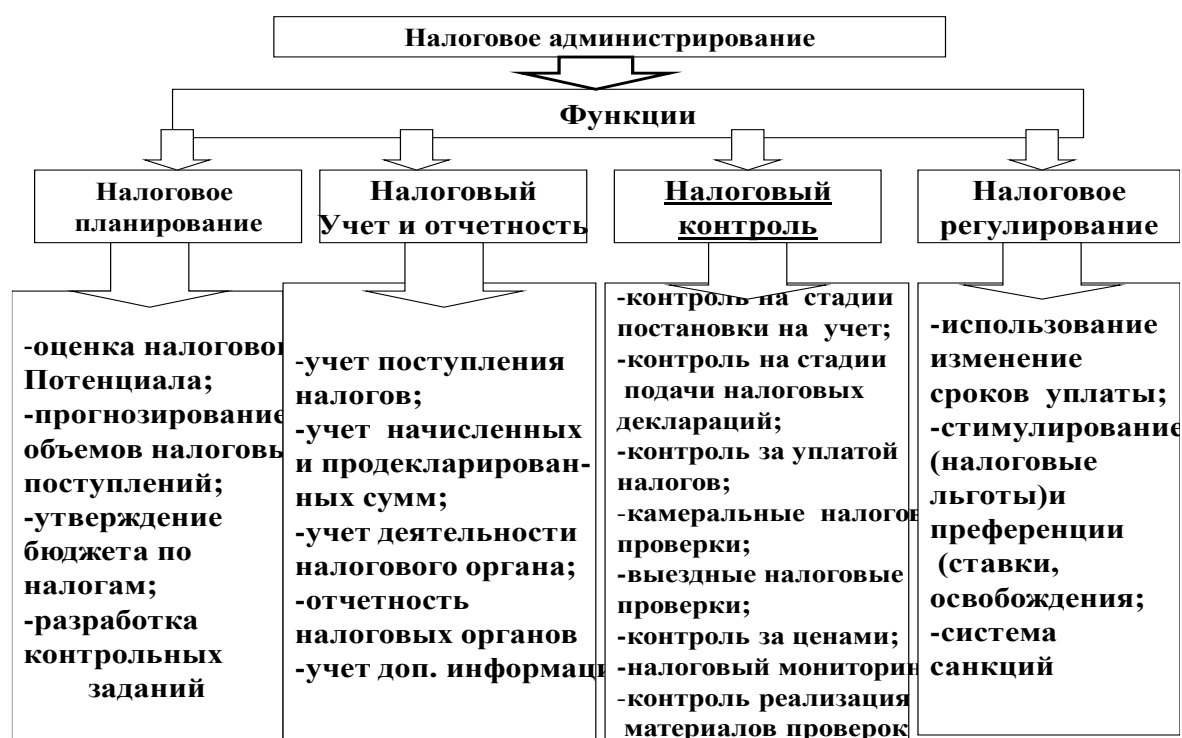 Налоговое администрирование
Функции
Налоговое
планирование
Налоговый
Учет и отчетность
Налоговый
контроль
Налоговое
регулирование
-оценка налогово
Потенциала;
-прогнозирование
объемов налоговы
поступлений;
-утверждение
бюджета по
налогам;
-разработка
контрольных
заданий
-учет поступления
налогов;
-учет начисленных
и продекларирован-
ных сумм;
-учет деятельности
налогового органа;
-отчетность
налоговых органов
-учет доп. информаци
-контроль на стадии
постановки на учет;
-контроль на стадии
подачи налоговых
деклараций;
-контроль за уплатой
налогов;
-камеральные налогов
проверки;
-выездные налоговые
проверки;
-контроль за ценами;
-налоговый мониторин
-контроль реализация
материалов проверок
-использование
изменение
сроков уплаты;
-стимулирование
(налоговые
льготы)и
преференции
(ставки,
освобождения;
-система
санкций